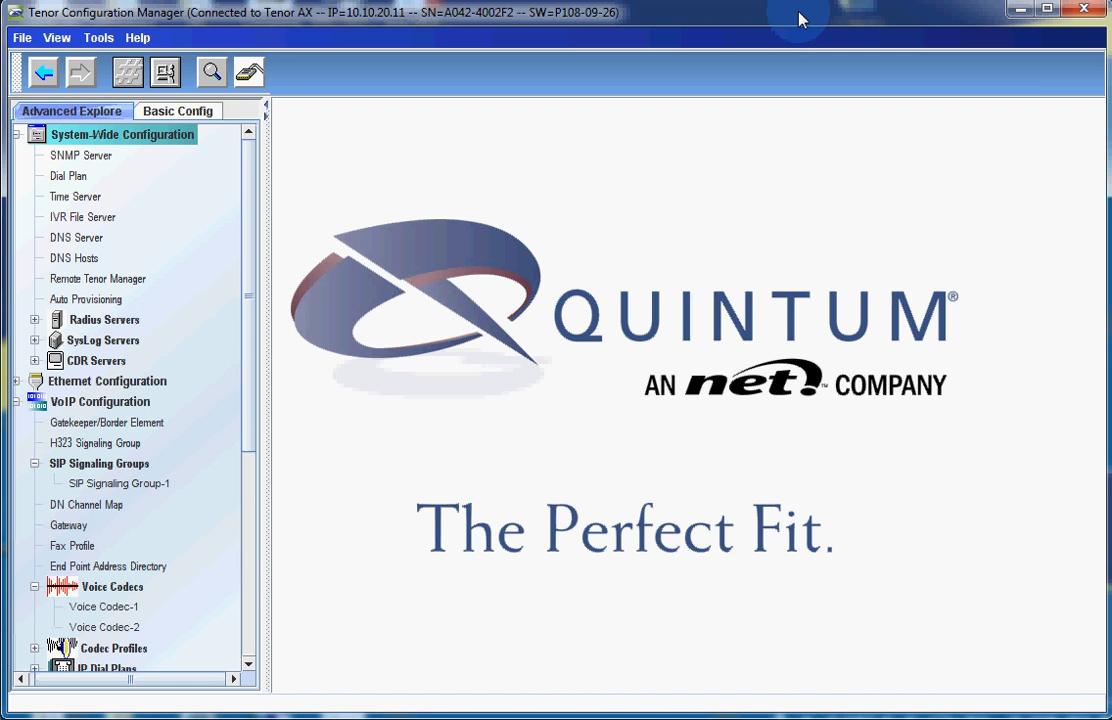 Tenor Configuration Manager (Connected to Tenor AX -- IP=10.10.20.11 -- SN=A042-4002F2 -- SW=P108-09-26)
File View Tools Help
Advanced Explore Basic Config
System-Wide Configuration
SNMP Server
Dial Plan
Time Server
IVR File Server
DNS Server
DNS Hosts
Remote Tenor Manager
Auto Provisioning
Radius Servers
SysLog Servers
CDR Servers
Ethernet Configuration
VoIP Configuration
Gatekeeper/Border Element
H323 Signaling Group
SIP Signaling Groups
SIP Signaling Group-1
DN Channel Map
Gateway
Fax Profile
End Point Address Directory
Voice Codecs
Voice Codec-1
Voice Codec-2
Codec Profiles
IP Dial Plans
QUINTUM®
AN net.™ COMPANY
The Perfect Fit.